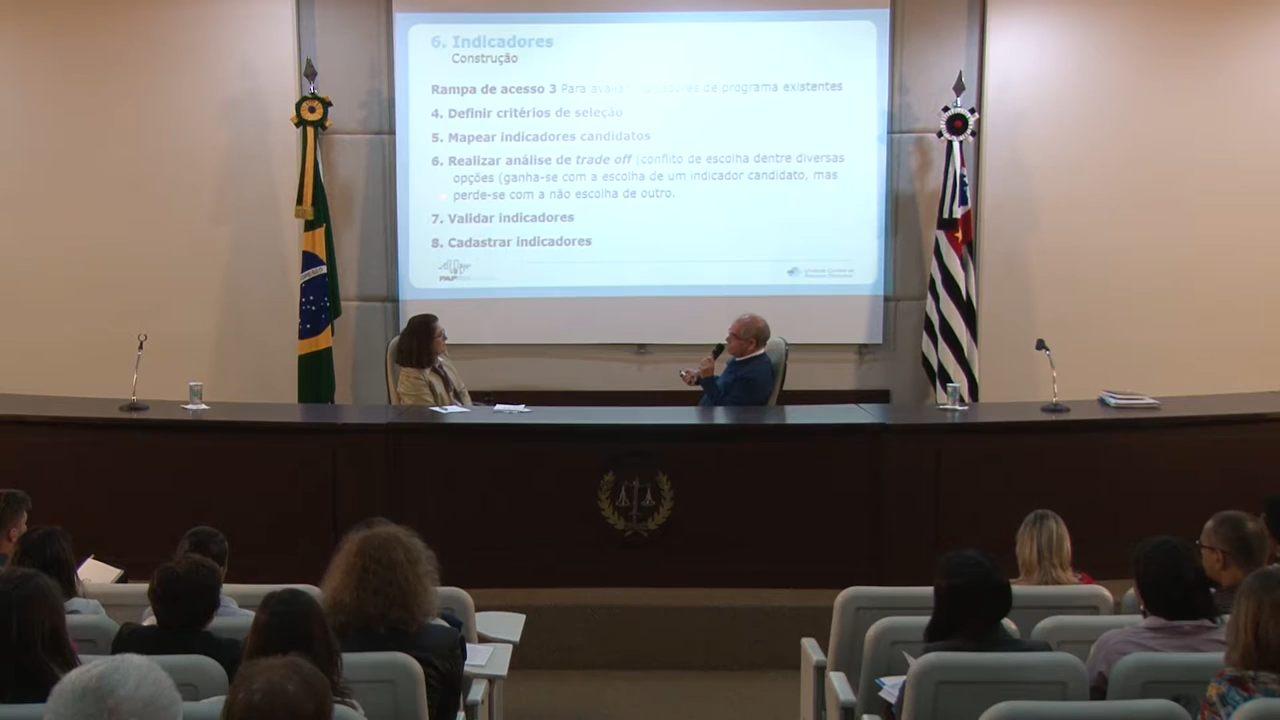 6. Indicadores
Construção
Rampa de acesso 3 Para avaliar indicadores de programa existentes
4. Definir critérios de seleção
5. Mapear indicadores candidatos
6. Realizar análise de trade off (conflito de escolha dentre diversas
opções (ganha-se com a escolha de um indicador candidato, mas
perde-se com a não escolha de outro.
7. Validar indicadores
8. Cadastrar indicadores